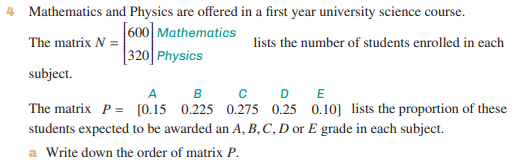 4 Mathematics and Physics are offered in a first year university science course.
The matrix N = [600 320] Mathematics Physics lists the number of students enrolled in each
subject.
A B C D E
The matrix P = [0.15 0.225 0.275 0.25 0.10] lists the proportion of these
students expected to be awarded an A, B, C, D or E grade in each subject.
a Write down the order of matrix P.